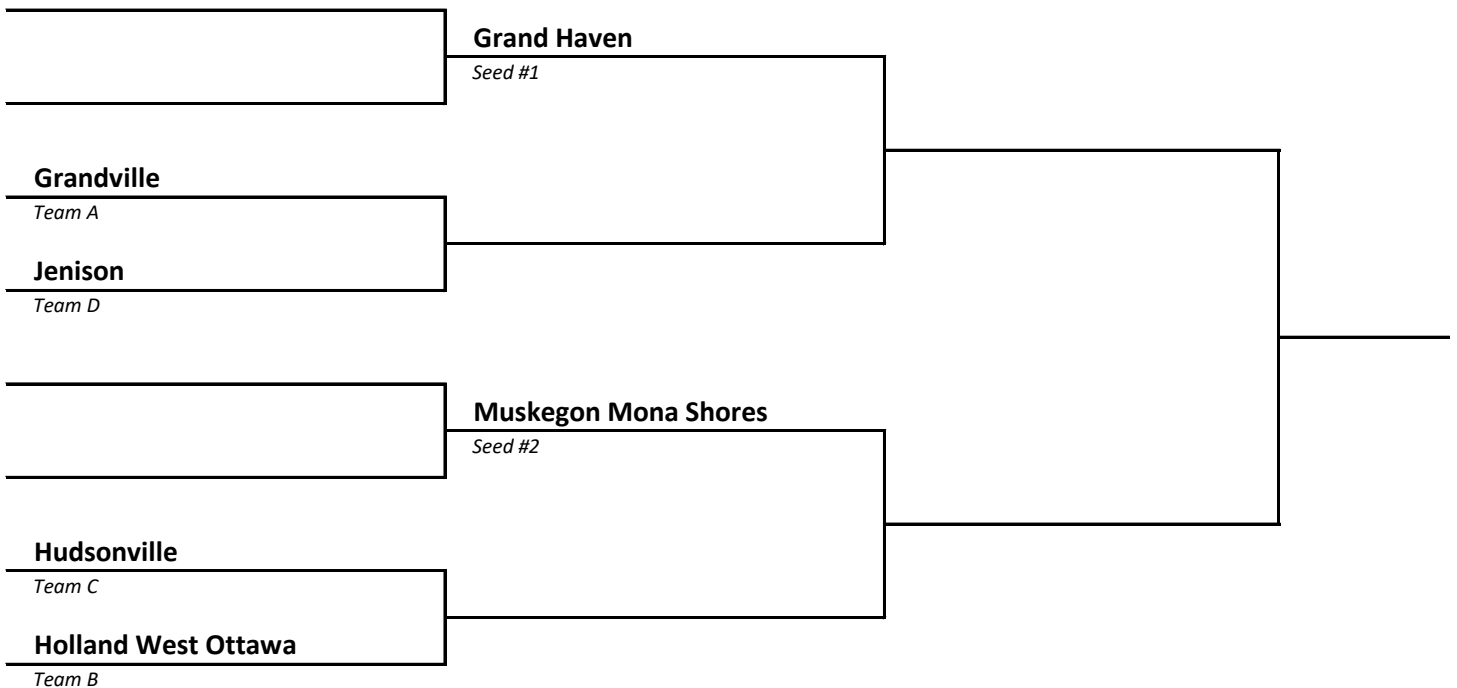 Grand Haven
Seed #1
Grandville
Team A
Jenison
Team D
Muskegon Mona Shores
Seed #2
Hudsonville
Team C
Holland West Ottawa
Team B